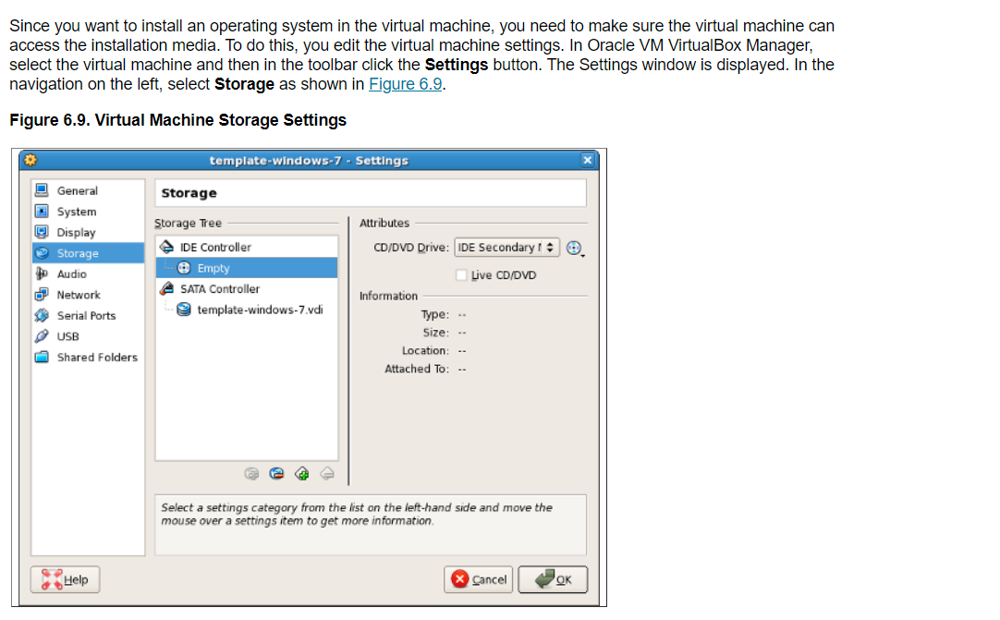 Since you want to install an operating system in the virtual machine, you need to make sure the virtual machine can
access the installation media. To do this, you edit the virtual machine settings. In Oracle VM VirtualBox Manager,
select the virtual machine and then in the toolbar click the Settings button. The Settings window is displayed. In the
navigation on the left, select Storage as shown in Figure 6.9.
Figure 6.9. Virtual Machine Storage Settings
template-windows-7 - Settings
General
System
Display
Storage
Audio
Network
Serial Ports
USB
Shared Folders
Storage
Storage Tree
IDE Controller
Empty
SATA Controller
template-windows-7.vdi
Attributes
CD/DVD Drive: IDE Secondary
Live CD/DVD
Information
Type: --
Size: --
Location: --
Attached To: --
Select a settings category from the list on the left-hand side and move the
mouse over a settings item to get more information.
Help
Cancel
OK